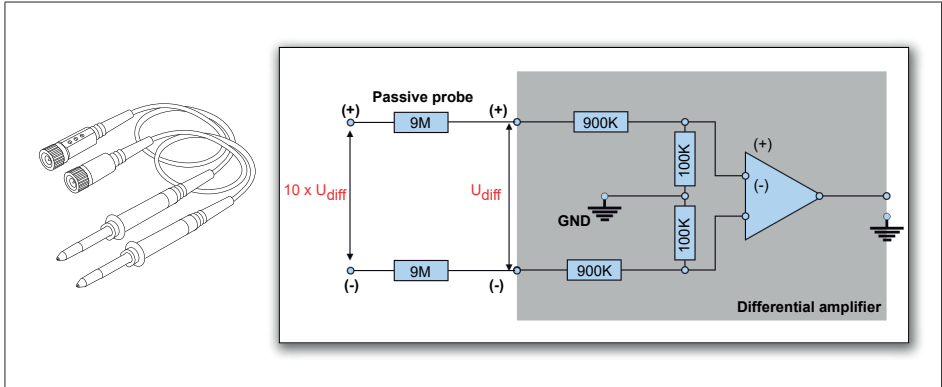 Passive probe
(+)
(+)
9M
900K
100K
(+)
(-)
10 x Udiff
Udiff
GND
100K
9M
900K
(-)
(-)
Differential amplifier